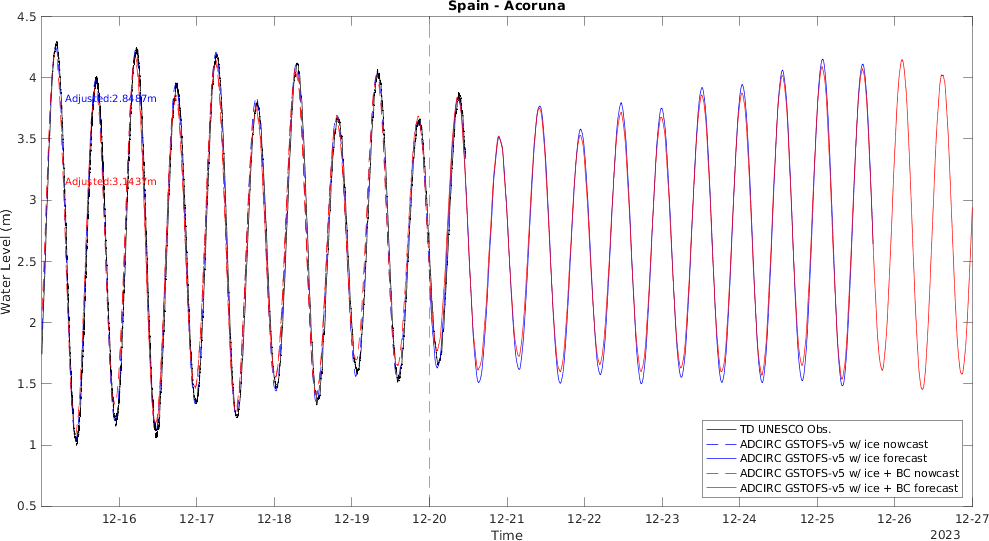 Spain - Acoruna
4.5
4
3.5
3
2.5
2
1.5
1
0.5
Water Level (m)
Adjusted:2.8487m
Adjusted:3.1437m
TD UNESCO Obs.
ADCIRC GSTOFS-v5 w/ ice nowcast
ADCIRC GSTOFS-v5 w/ ice forecast
ADCIRC GSTOFS-v5 w/ ice + BC nowcast
ADCIRC GSTOFS-v5 w/ ice + BC forecast
12-16 12-17 12-18 12-19 12-20 12-21 12-22 12-23 12-24 12-25 12-26 12-27
Time
2023